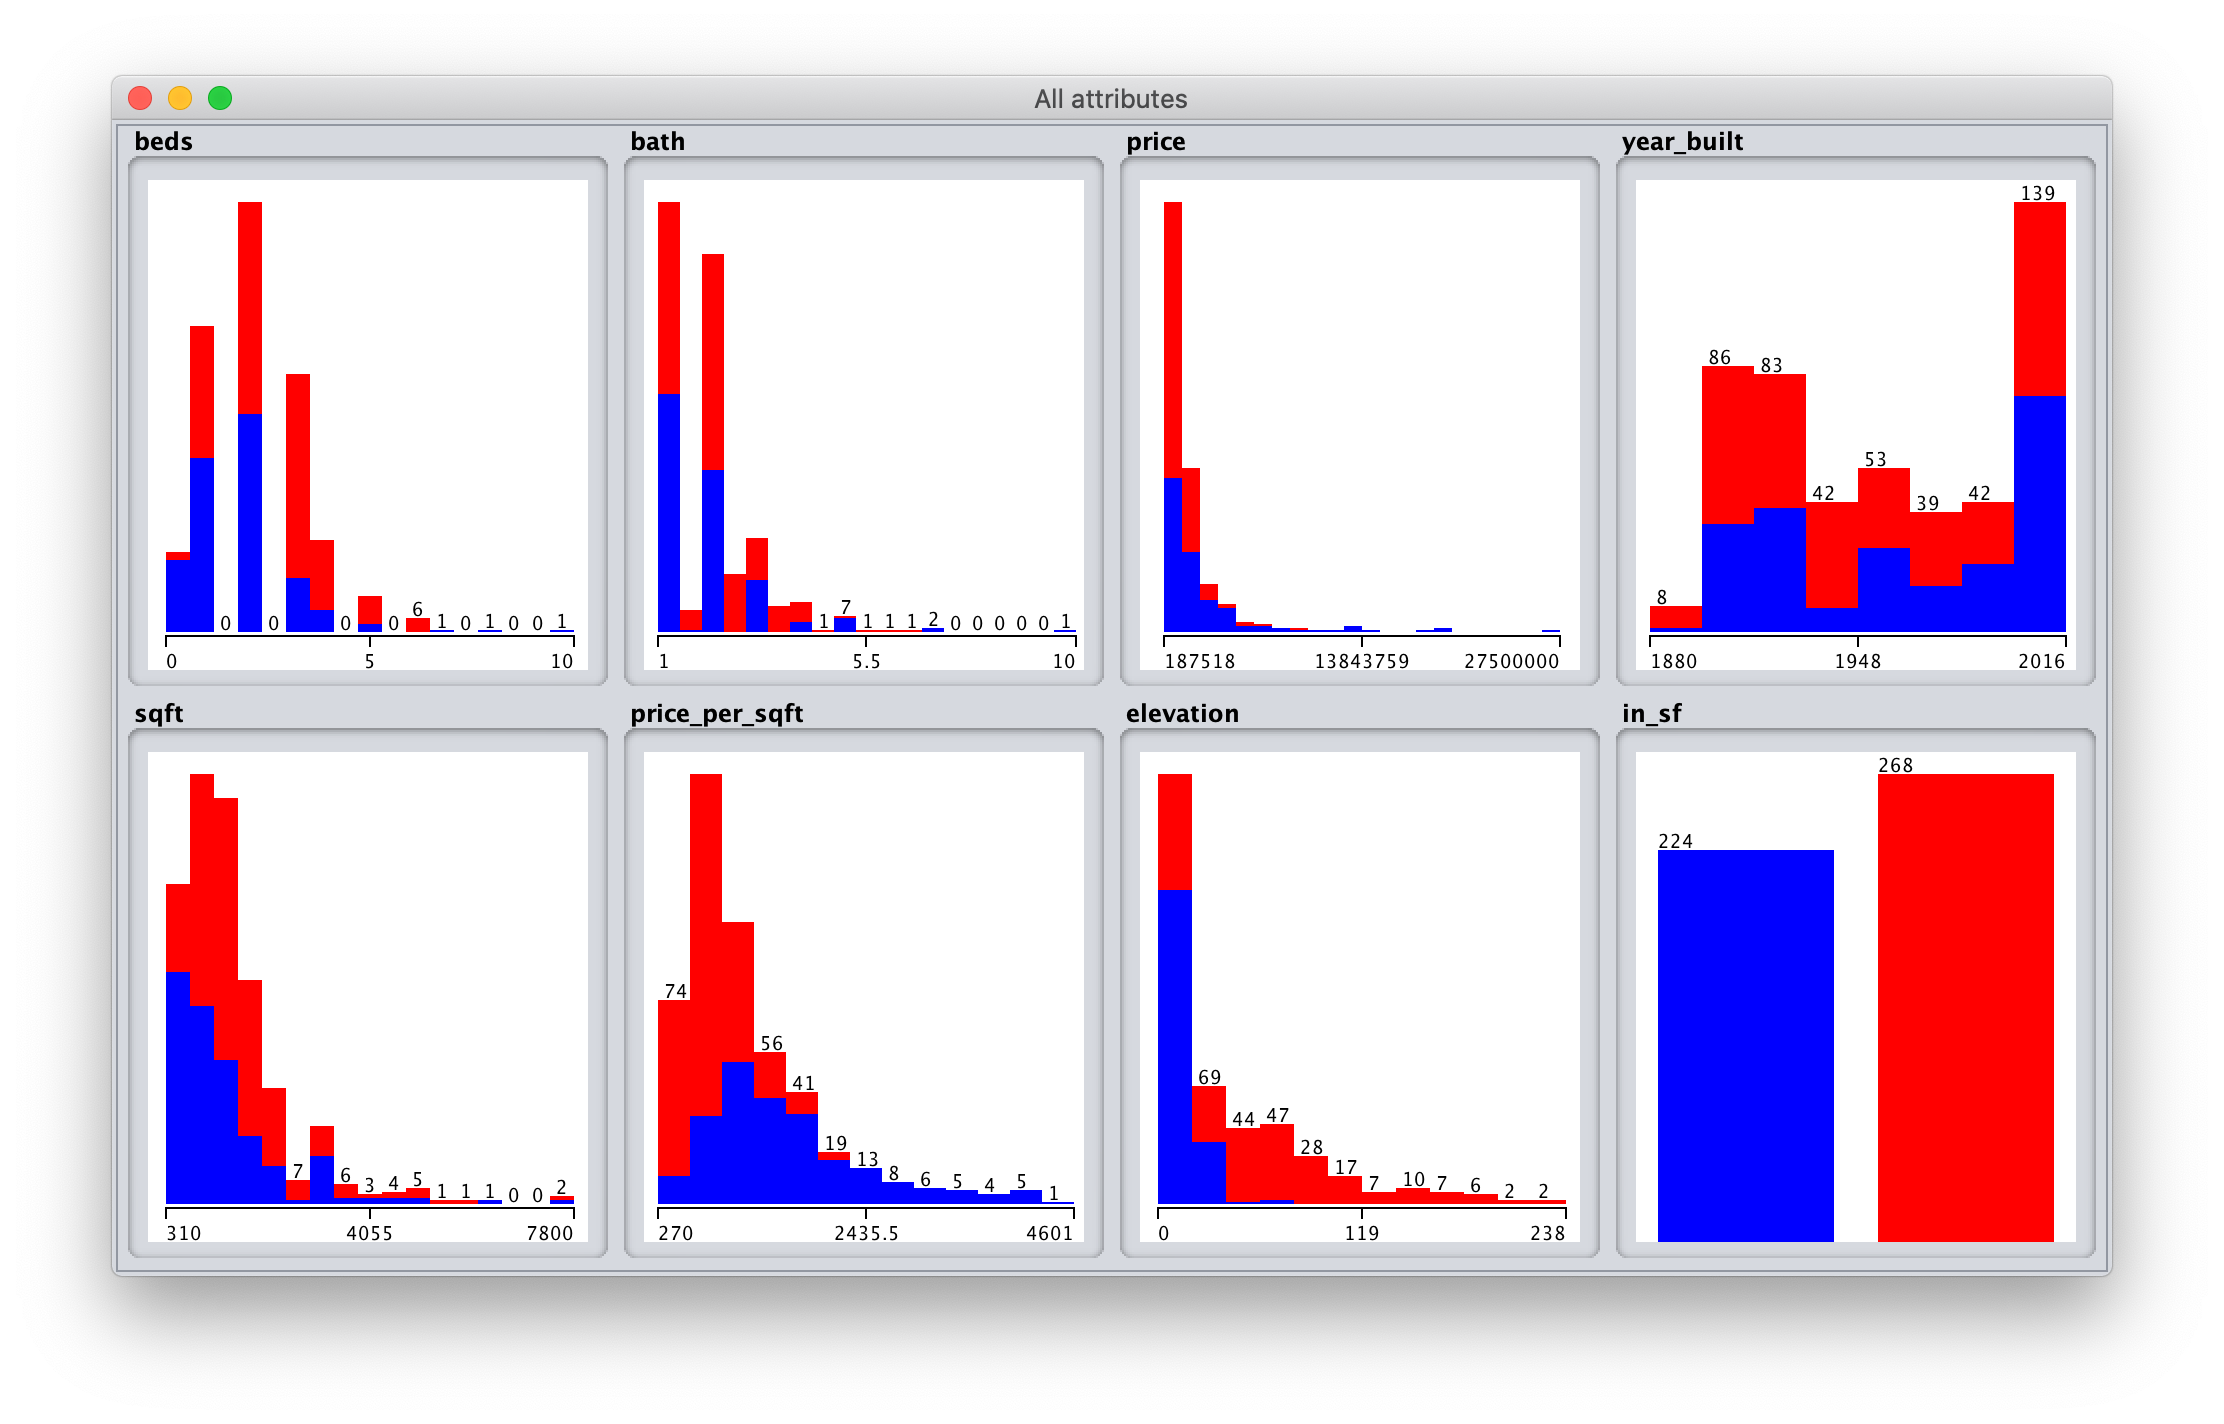 All attributes
beds bath price year_built
0 0 0 0 6 1 0 1 0 0 1
0 5 10
1 7 1 1 1 2 0 0 0 0 0 1
1 5.5 10
187518 13843759 27500000
8 86 83 42 53 39 42 139
1880 1948 2016
sqft price_per_sqft elevation in_sf
7 6 3 4 5 1 1 1 0 0 2
310 4055 7800
74 56 41 19 13 8 6 5 4 5 1
270 2435.5 4601
69 44 47 28 17 7 10 7 6 2 2
0 119 238
224 268